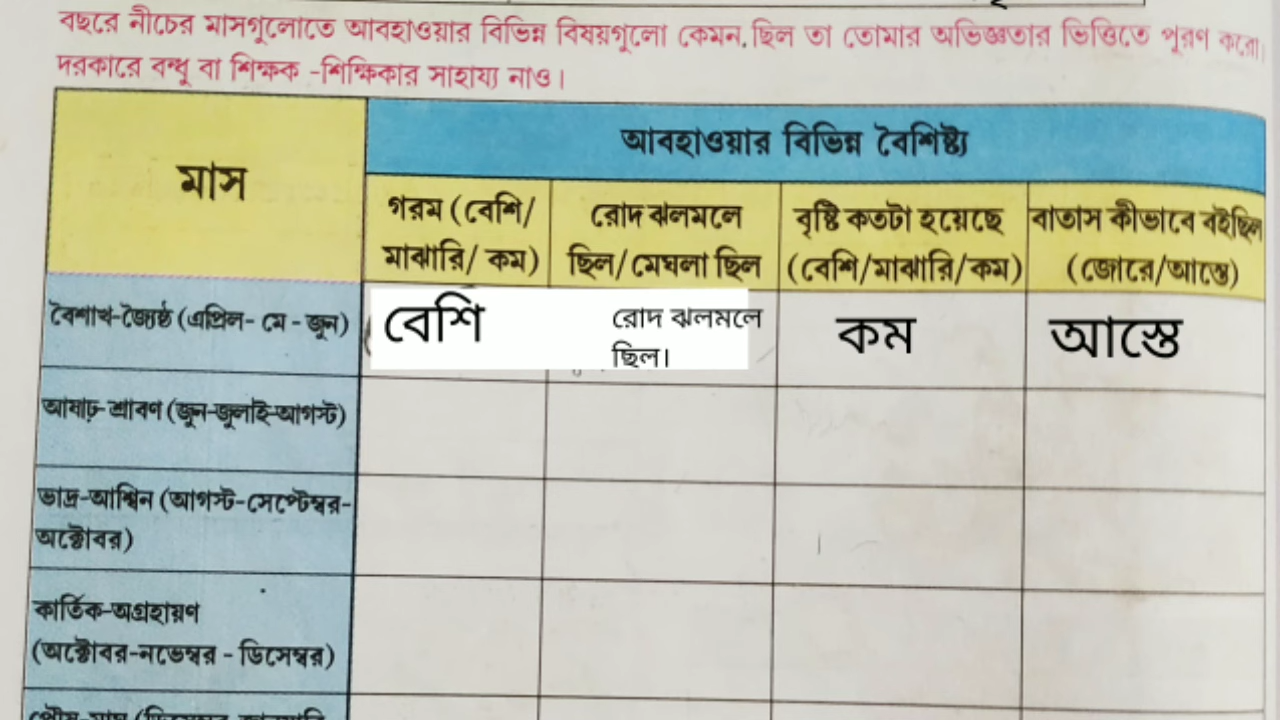 বছরে নীচের মাসগুলোতে আবহাওয়ার বিভিন্ন বিষয়গুলো কেমন ছিল তা তোমার অভিজ্ঞতার ভিত্তিতে পূরণ করো।
দরকারে বন্ধু বা শিক্ষক -শিক্ষিকার সাহায্য নাও।
মাস
আবহাওয়ার বিভিন্ন বৈশিষ্ট্য
গরম (বেশি/
মাঝারি/ কম)
রোদ ঝলমলে
ছিল/মেঘলা ছিল
বৃষ্টি কতটা হয়েছে
(বেশি/মাঝারি/কম)
বাতাস কীভাবে বইছিল
(জোরে/আস্তে)
বৈশাখ-জ্যৈষ্ঠ (এপ্রিল- মে - জুন)
বেশি
রোদ ঝলমলে
ছিল।
কম
আস্তে
আষাঢ়-শ্রাবণ (জুন-জুলাই-আগস্ট)
ভাদ্র-আশ্বিন (আগস্ট-সেপ্টেম্বর-
অক্টোবর)
কার্তিক-অগ্রহায়ণ
(অক্টোবর-নভেম্বর - ডিসেম্বর)